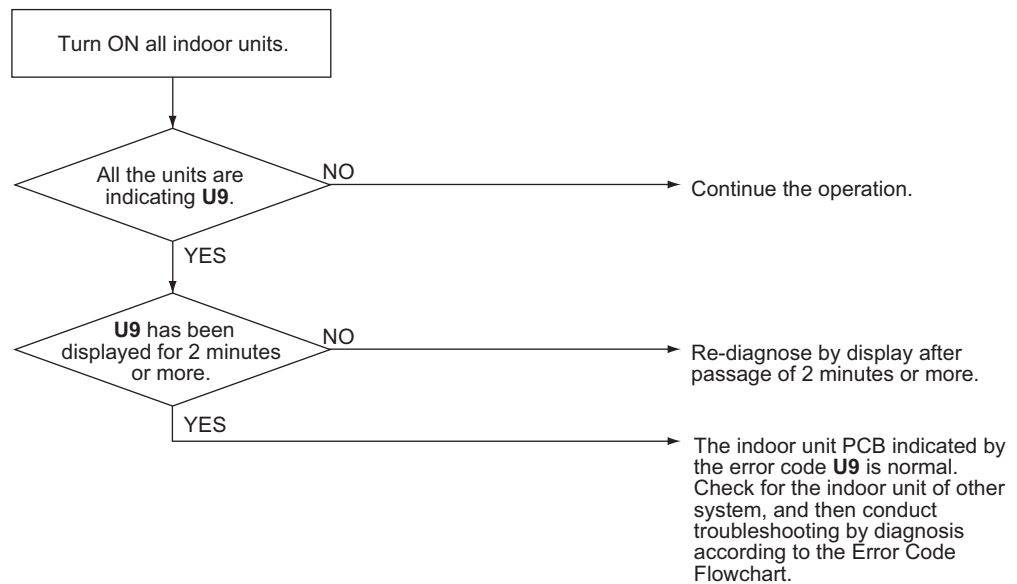 Turn ON all indoor units.
All the units are
indicating U9.
NO
Continue the operation.
YES
U9 has been
displayed for 2 minutes
or more.
NO
Re-diagnose by display after
passage of 2 minutes or more.
YES
The indoor unit PCB indicated by
the error code U9 is normal.
Check for the indoor unit of other
system, and then conduct
troubleshooting by diagnosis
according to the Error Code
Flowchart.